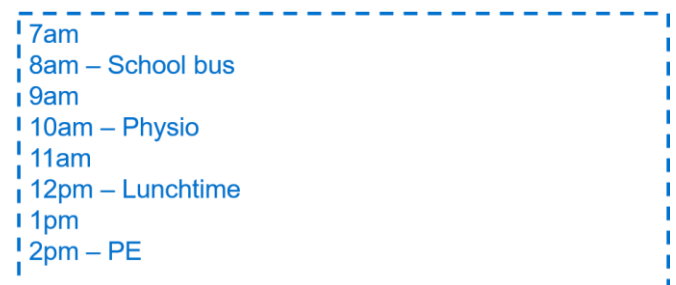 7am
8am – School bus
9am
10am – Physio
11am
12pm – Lunchtime
1pm
2pm – PE